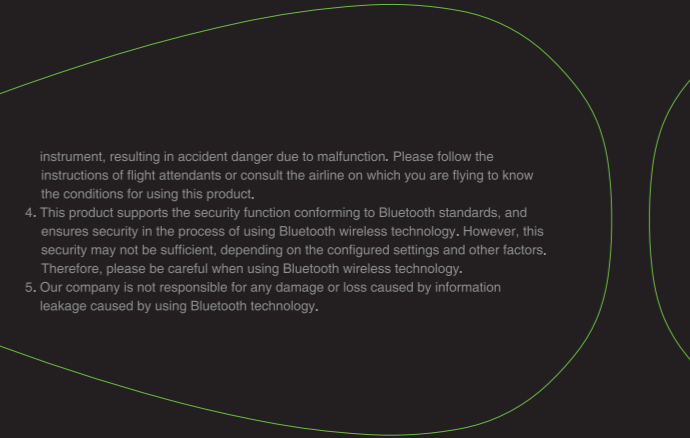 instrument, resulting in accident danger due to malfunction. Please follow the
instructions of flight attendants or consult the airline on which you are flying to know
the conditions for using this product.
4. This product supports the security function conforming to Bluetooth standards, and
ensures security in the process of using Bluetooth wireless technology. However, this
security may not be sufficient, depending on the configured settings and other factors.
Therefore, please be careful when using Bluetooth wireless technology.
5. Our company is not responsible for any damage or loss caused by information
leakage caused by using Bluetooth technology.